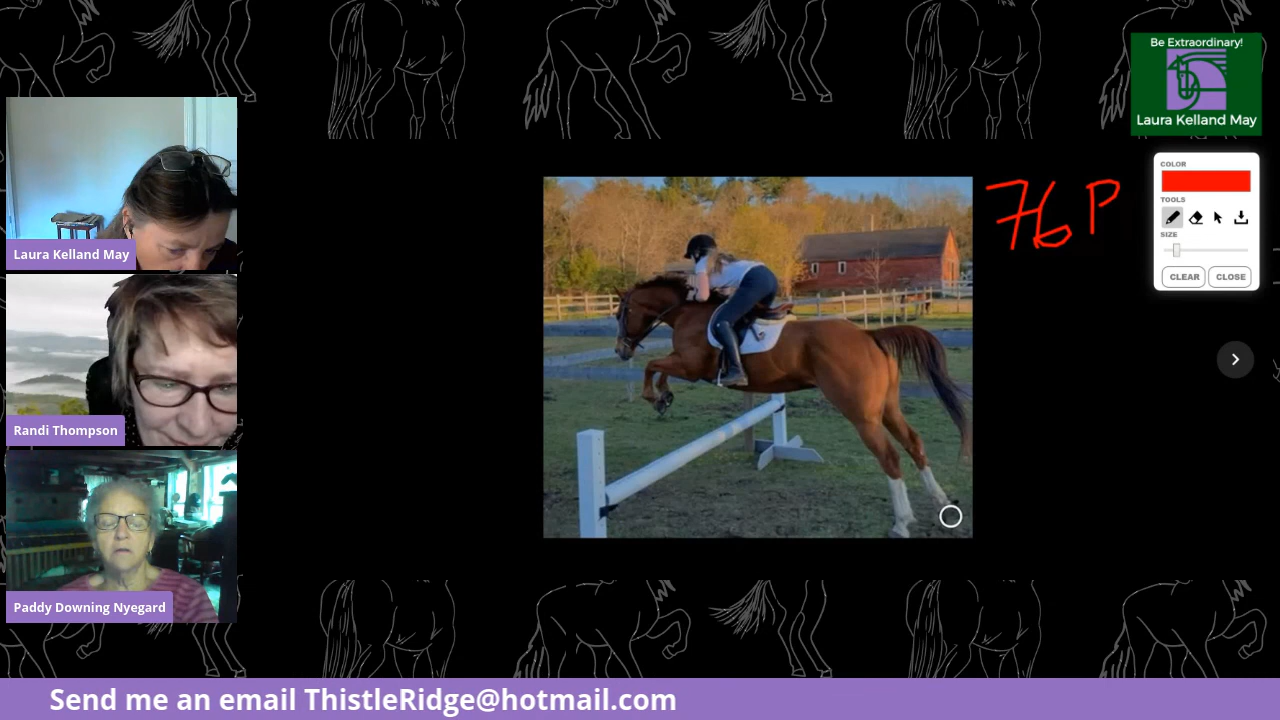 Be Extraordinary!
Laura Kelland May
COLOR
TOOLS
SIZE
CLEAR CLOSE
76 P
Laura Kelland May
Randi Thompson
Paddy Downing Nyegard
Send me an email ThistleRidge@hotmail.com